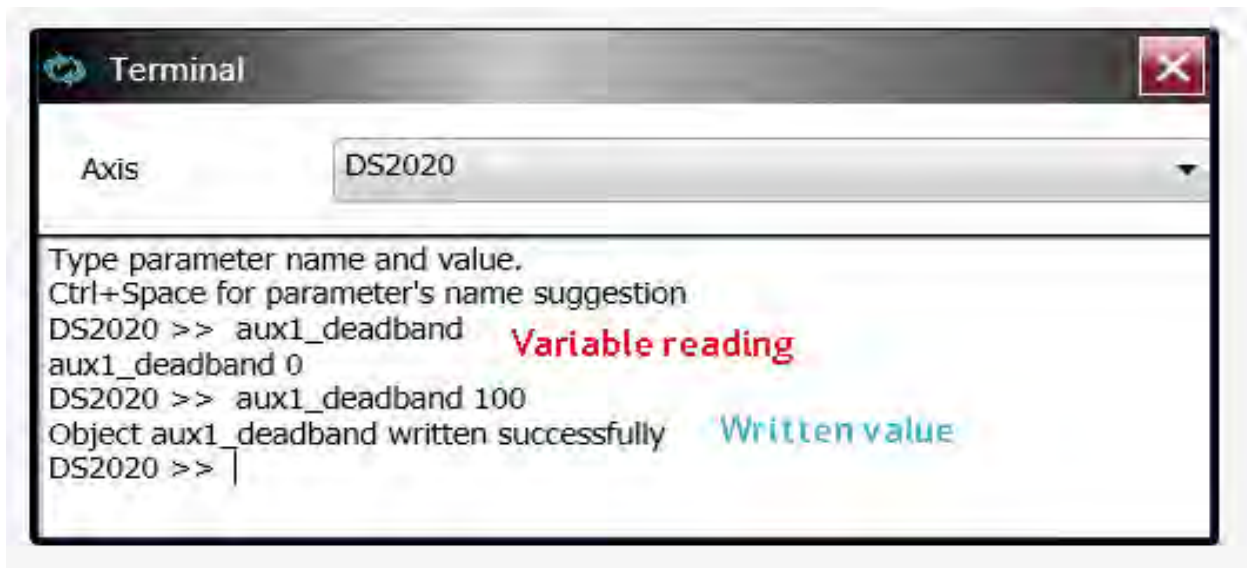 Terminal
Axis DS2020
Type parameter name and value.
Ctrl+Space for parameter's name suggestion
DS2020 >> aux1_deadband
Variable reading
aux1_deadband 0
DS2020 >> aux1_deadband 100
Object aux1_deadband written successfully Written value
DS2020 >>